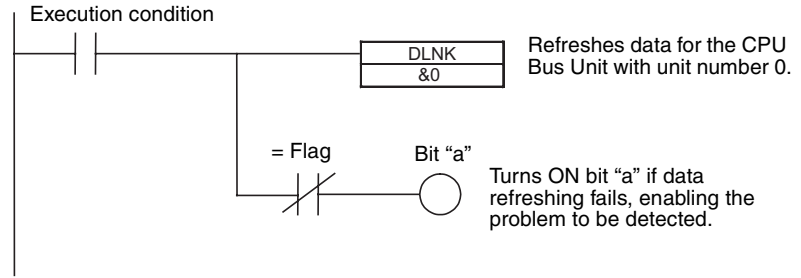 Execution condition
DLNK
&0
Refreshes data for the CPU
Bus Unit with unit number 0.
= Flag
Bit “a”
Turns ON bit “a” if data
refreshing fails, enabling the
problem to be detected.